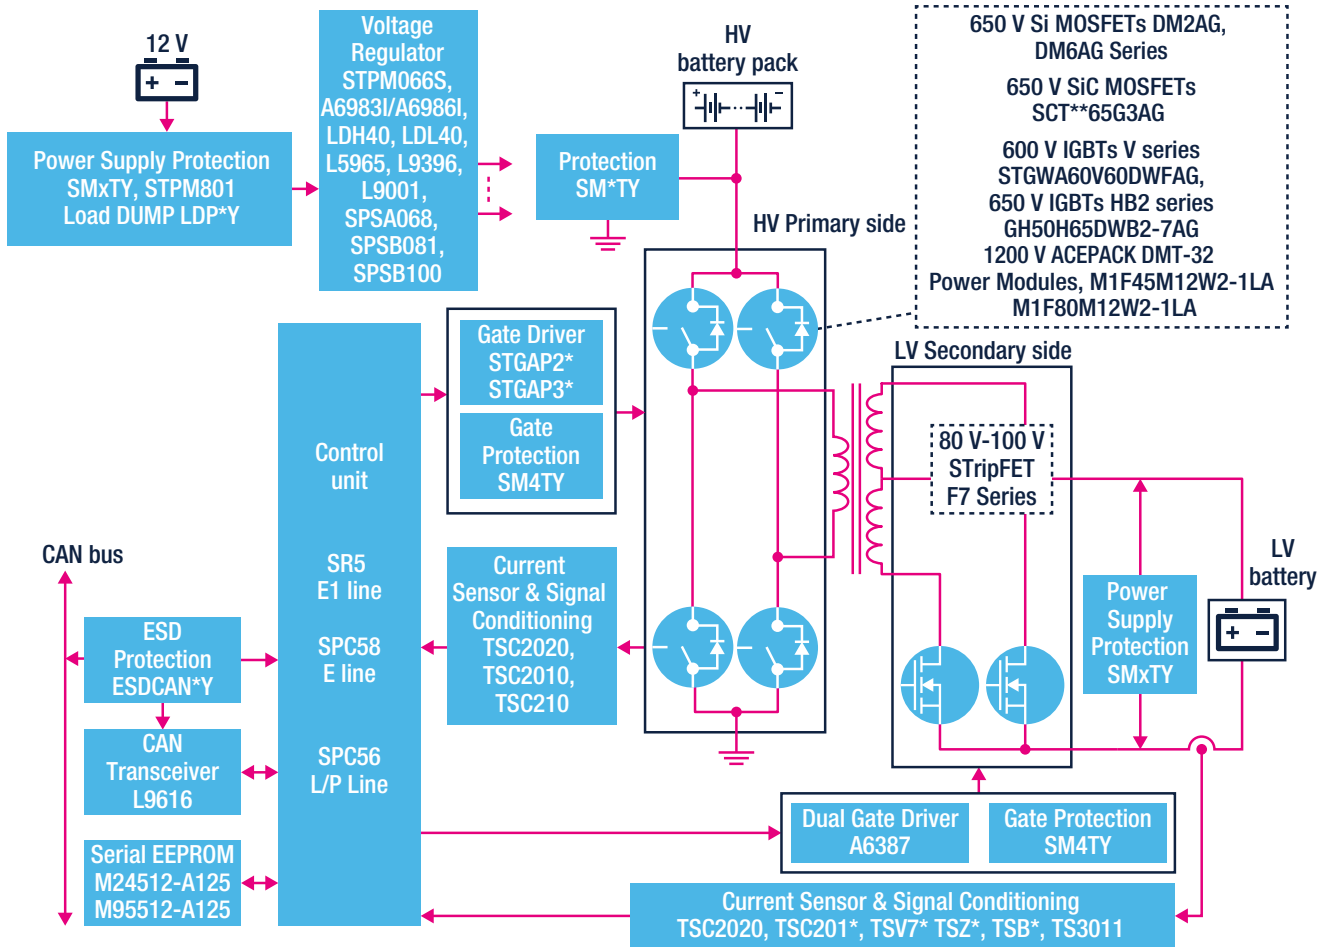 12 V
Power Supply Protection
SMxTY, STPM801
Load DUMP LDP*Y
Voltage
Regulator
STPM066S,
A6983I/A6986I,
LDH40, LDL40,
L5965, L9396,
L9001,
SPSA068,
SPSB081,
SPSB100
Protection
SM*TY
HV
battery pack
HV Primary side
650 V Si MOSFETs DM2AG,
DM6AG Series
650 V SiC MOSFETs
SCT**65G3AG
600 V IGBTs V series
STGWA60V60DWFAG,
650 V IGBTs HB2 series
GH50H65DWB2-7AG
1200 V ACEPACK DMT-32
Power Modules, M1F45M12W2-1LA
M1F80M12W2-1LA
LV Secondary side
Gate Driver
STGAP2*
STGAP3*
Gate
Protection
SM4TY
Control
unit
SR5
E1 line
SPC58
E line
SPC56
L/P Line
Current
Sensor & Signal
Conditioning
TSC2020,
TSC2010,
TSC210
80 V-100 V
STripFET
F7 Series
Power
Supply
Protection
SMxTY
LV
battery
CAN bus
ESD
Protection
ESDCAN*Y
CAN
Transceiver
L9616
Serial EEPROM
M24512-A125
M95512-A125
Dual Gate Driver
A6387
Gate Protection
SM4TY
Current Sensor & Signal Conditioning
TSC2020, TSC201*, TSV7* TSZ*, TSB*, TS3011